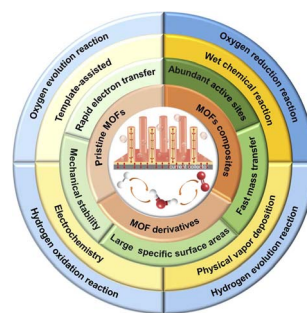 Oxygen evolution reaction
Oxygen reduction reaction
Template-assisted
Wet chemical reaction
Rapid electron transfer
Abundant active sites
Pristine MOFs
MOFs composites
Mechanical stability
Fast mass transfer
MOF derivatives
Large specific surface areas
Electrochemistry
Physical vapor deposition
Hydrogen oxidation reaction
Hydrogen evolution reaction